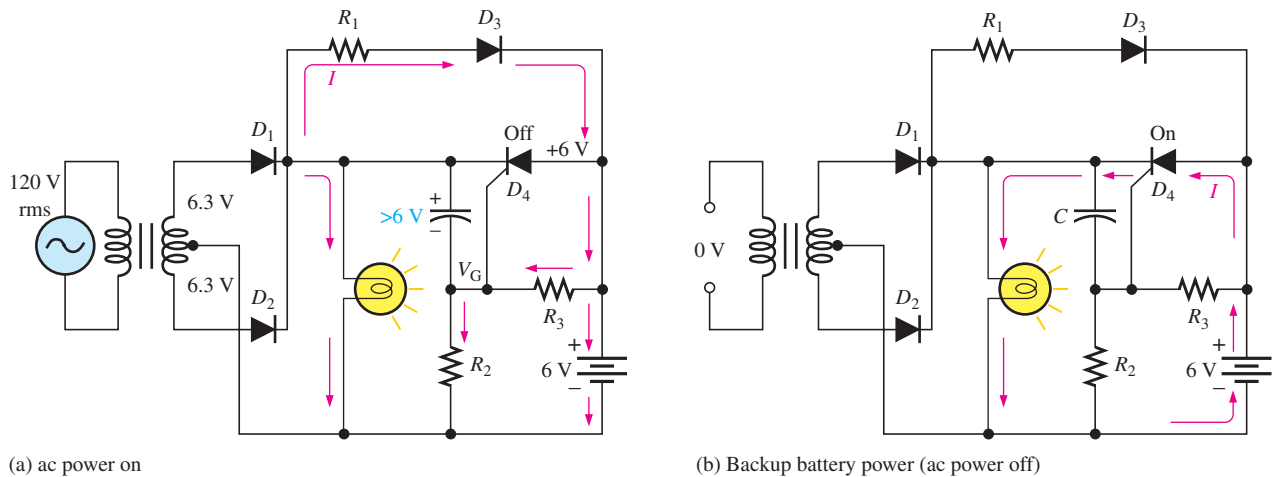 R1
D3
I
D1
Off
+6 V
120 V
rms
6.3 V
D4
>6 V
+
–
VG
6.3 V
D2
R3
R2
+
6 V
–
(a) ac power on
R1
D3
D1
On
D4
I
C
0 V
D2
R3
R2
+
6 V
–
(b) Backup battery power (ac power off)